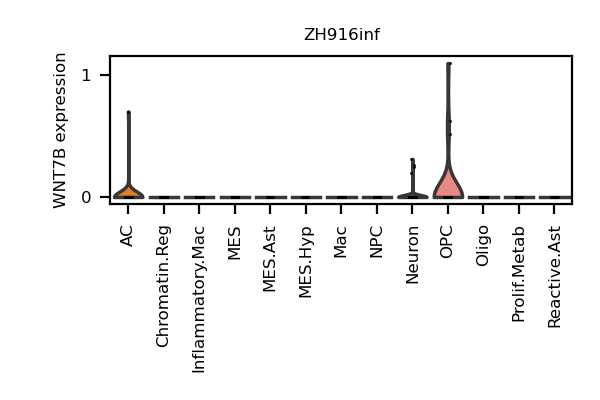 ZH916inf
WNT7B expression
1
0
AC
Chromatin.Reg
Inflammatory.Mac
MES
MES.Ast
MES.Hyp
Mac
NPC
Neuron
OPC
Oligo
Prolif.Metab
Reactive.Ast